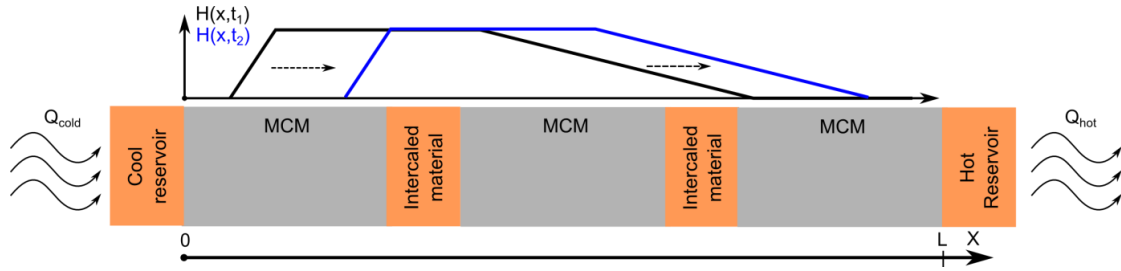 H(x,t1)
H(x,t2)
Qcold
Cool
reservoir
MCM
Intercaled
material
MCM
Intercaled
material
MCM
Hot
Reservoir
Qhot
0
L
X